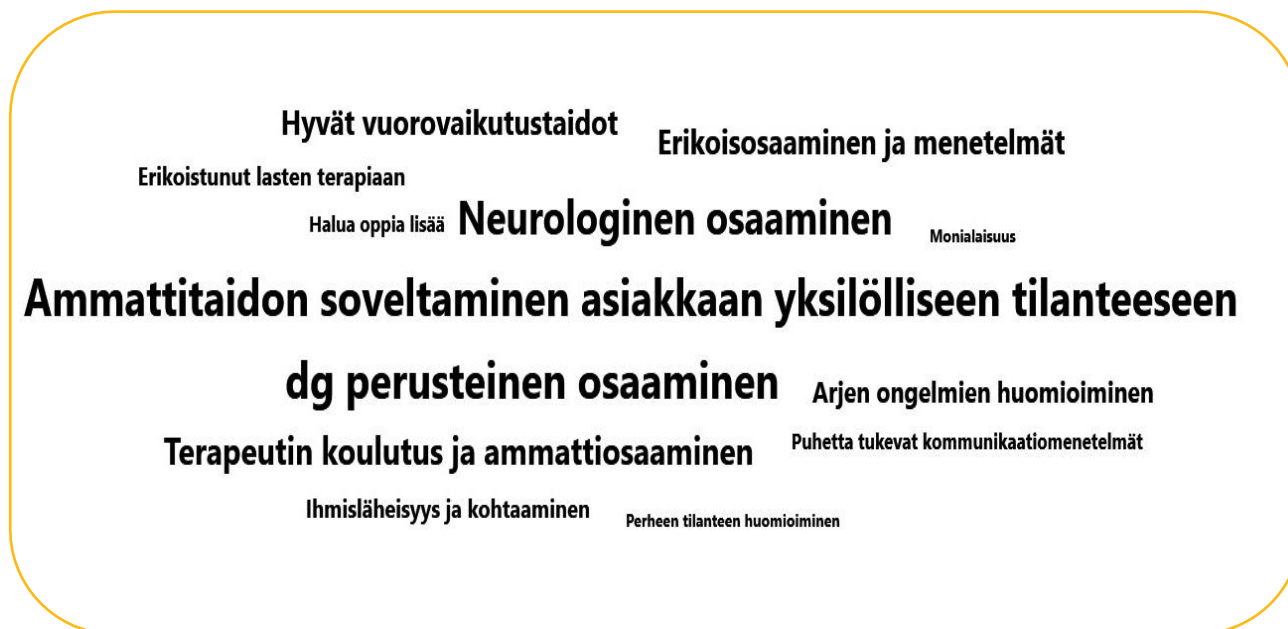 Hyvät vuorovaikutustaidot
Erikoisosaaminen ja menetelmät
Erikoistunut lasten terapiaan
Halua oppia lisää
Neurologinen osaaminen
Monialaisuus
Ammattitaidon soveltaminen asiakkaan yksilölliseen tilanteeseen
dg perusteinen osaaminen
Arjen ongelmien huomioiminen
Terapeutin koulutus ja ammattiosaaminen
Puhetta tukevat kommunikaatiomenetelmät
Ihmisläheisyys ja kohtaaminen
Perheen tilanteen huomioiminen